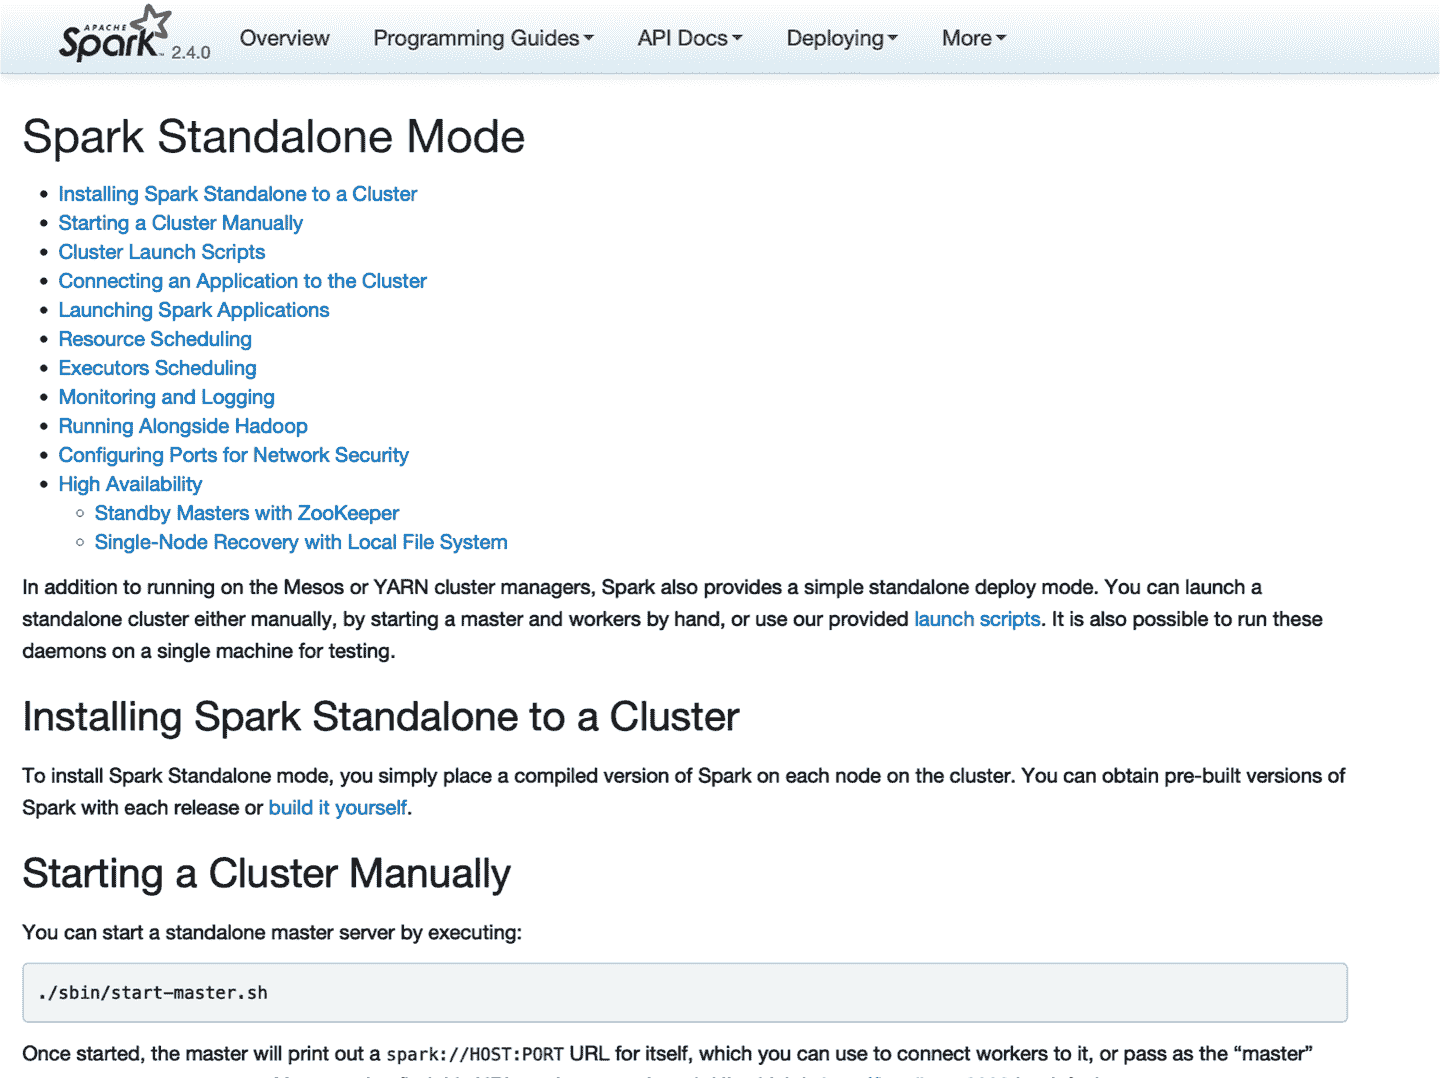 APACHE
Spark 2.4.0 Overview Programming Guides API Docs Deploying More
Spark Standalone Mode
Installing Spark Standalone to a Cluster
Starting a Cluster Manually
Cluster Launch Scripts
Connecting an Application to the Cluster
Launching Spark Applications
Resource Scheduling
Executors Scheduling
Monitoring and Logging
Running Alongside Hadoop
Configuring Ports for Network Security
High Availability
Standby Masters with ZooKeeper
Single-Node Recovery with Local File System
In addition to running on the Mesos or YARN cluster managers, Spark also provides a simple standalone deploy mode. You can launch a
standalone cluster either manually, by starting a master and workers by hand, or use our provided launch scripts. It is also possible to run these
daemons on a single machine for testing.
Installing Spark Standalone to a Cluster
To install Spark Standalone mode, you simply place a compiled version of Spark on each node on the cluster. You can obtain pre-built versions of
Spark with each release or build it yourself.
Starting a Cluster Manually
You can start a standalone master server by executing:
./sbin/start-master.sh
Once started, the master will print out a spark://HOST:PORT URL for itself, which you can use to connect workers to it, or pass as the “master”